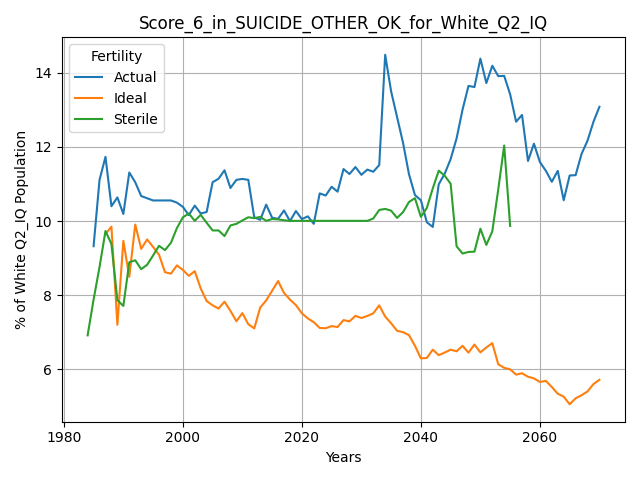 Score_6_in_SUICIDE_OTHER_OK_for_White_Q2_IQ
Fertility
Actual
Ideal
Sterile
% of White Q2_IQ Population
14
12
10
8
6
1980 2000 2020 2040 2060
Years